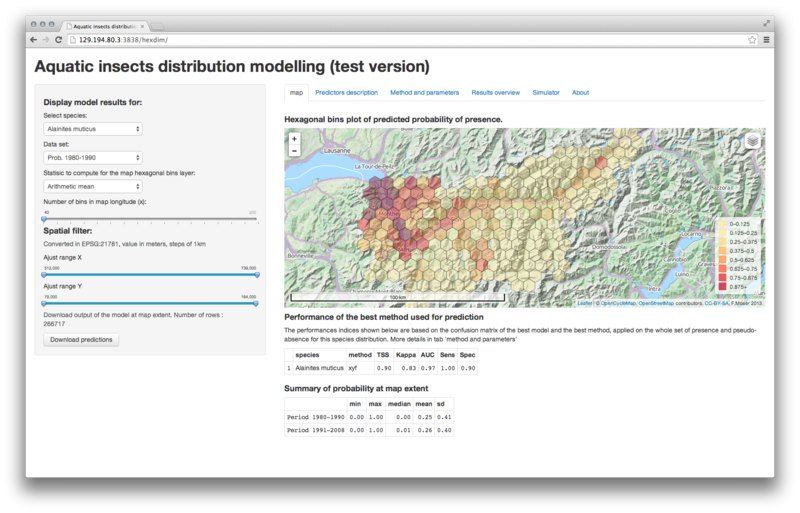 Aquatic insects distribution
129.194.80.3:3838/hexdim/
Aquatic insects distribution modelling (test version)
Display model results for:
Select species:
Alainites muticus
Data set:
Prob. 1980-1990
Statisic to compute for the map hexagonal bins layer:
Arithmetic mean
Number of bins in map longitude (x):
40
Spatial filter:
Converted in EPSG:21781, value in meters, steps of 1km
Ajust range X
739,000
Ajust range Y
Download output of the model at map extent. Number of rows :
266717
Download predictions
map Predictors description Method and parameters Results overview Simulator About
Hexagonal bins plot of predicted probability of presence.
+
−
Lausanne
La Tour-de-Peilz
Bonneville
Domodossola
Locarno
Cannobio
Luino
Intra
100 km
0–0.125
0.125–0.25
0.25–0.375
0.375–0.5
0.5–0.625
0.625–0.75
0.75–0.875
0.875+
Leaflet | © OpenCycleMap, OpenStreetMap contributors, CC-BY-SA, F.Moser 2013
Performance of the best method used for prediction
The performances indices shown below are based on the confusion matrix of the best model and the best method, applied on the whole set of presence and pseudo-
absence for this species distribution. More details in tab 'method and parameters'
species method TSS Kappa AUC Sens Spec
1 Alainites muticus xyf 0.90 0.83 0.97 1.00 0.90
Summary of probability at map extent
min max median mean sd
Period 1980-1990 0.00 1.00 0.00 0.25 0.41
Period 1991-2008 0.00 1.00 0.01 0.26 0.40